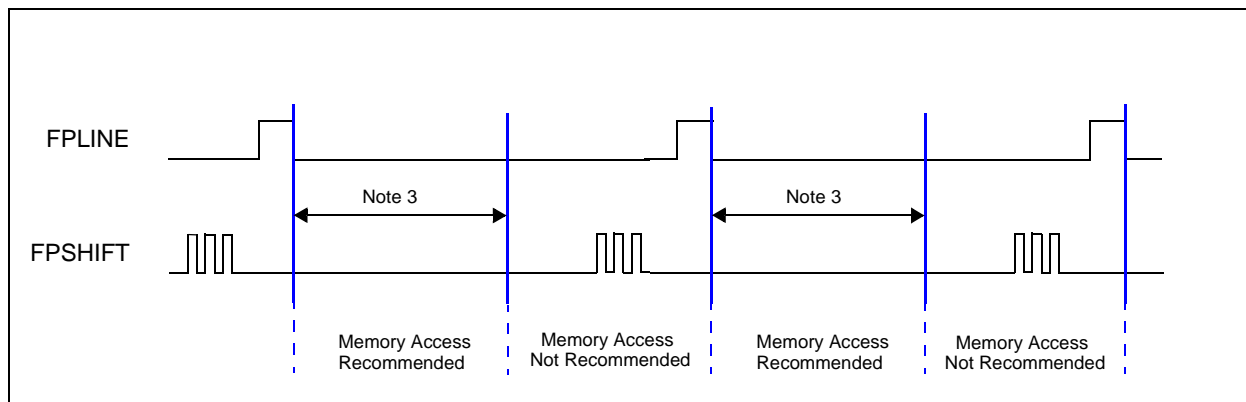 FPLINE
Note 3
Note 3
FPSHIFT
Memory Access
Recommended
Memory Access
Not Recommended
Memory Access
Recommended
Memory Access
Not Recommended